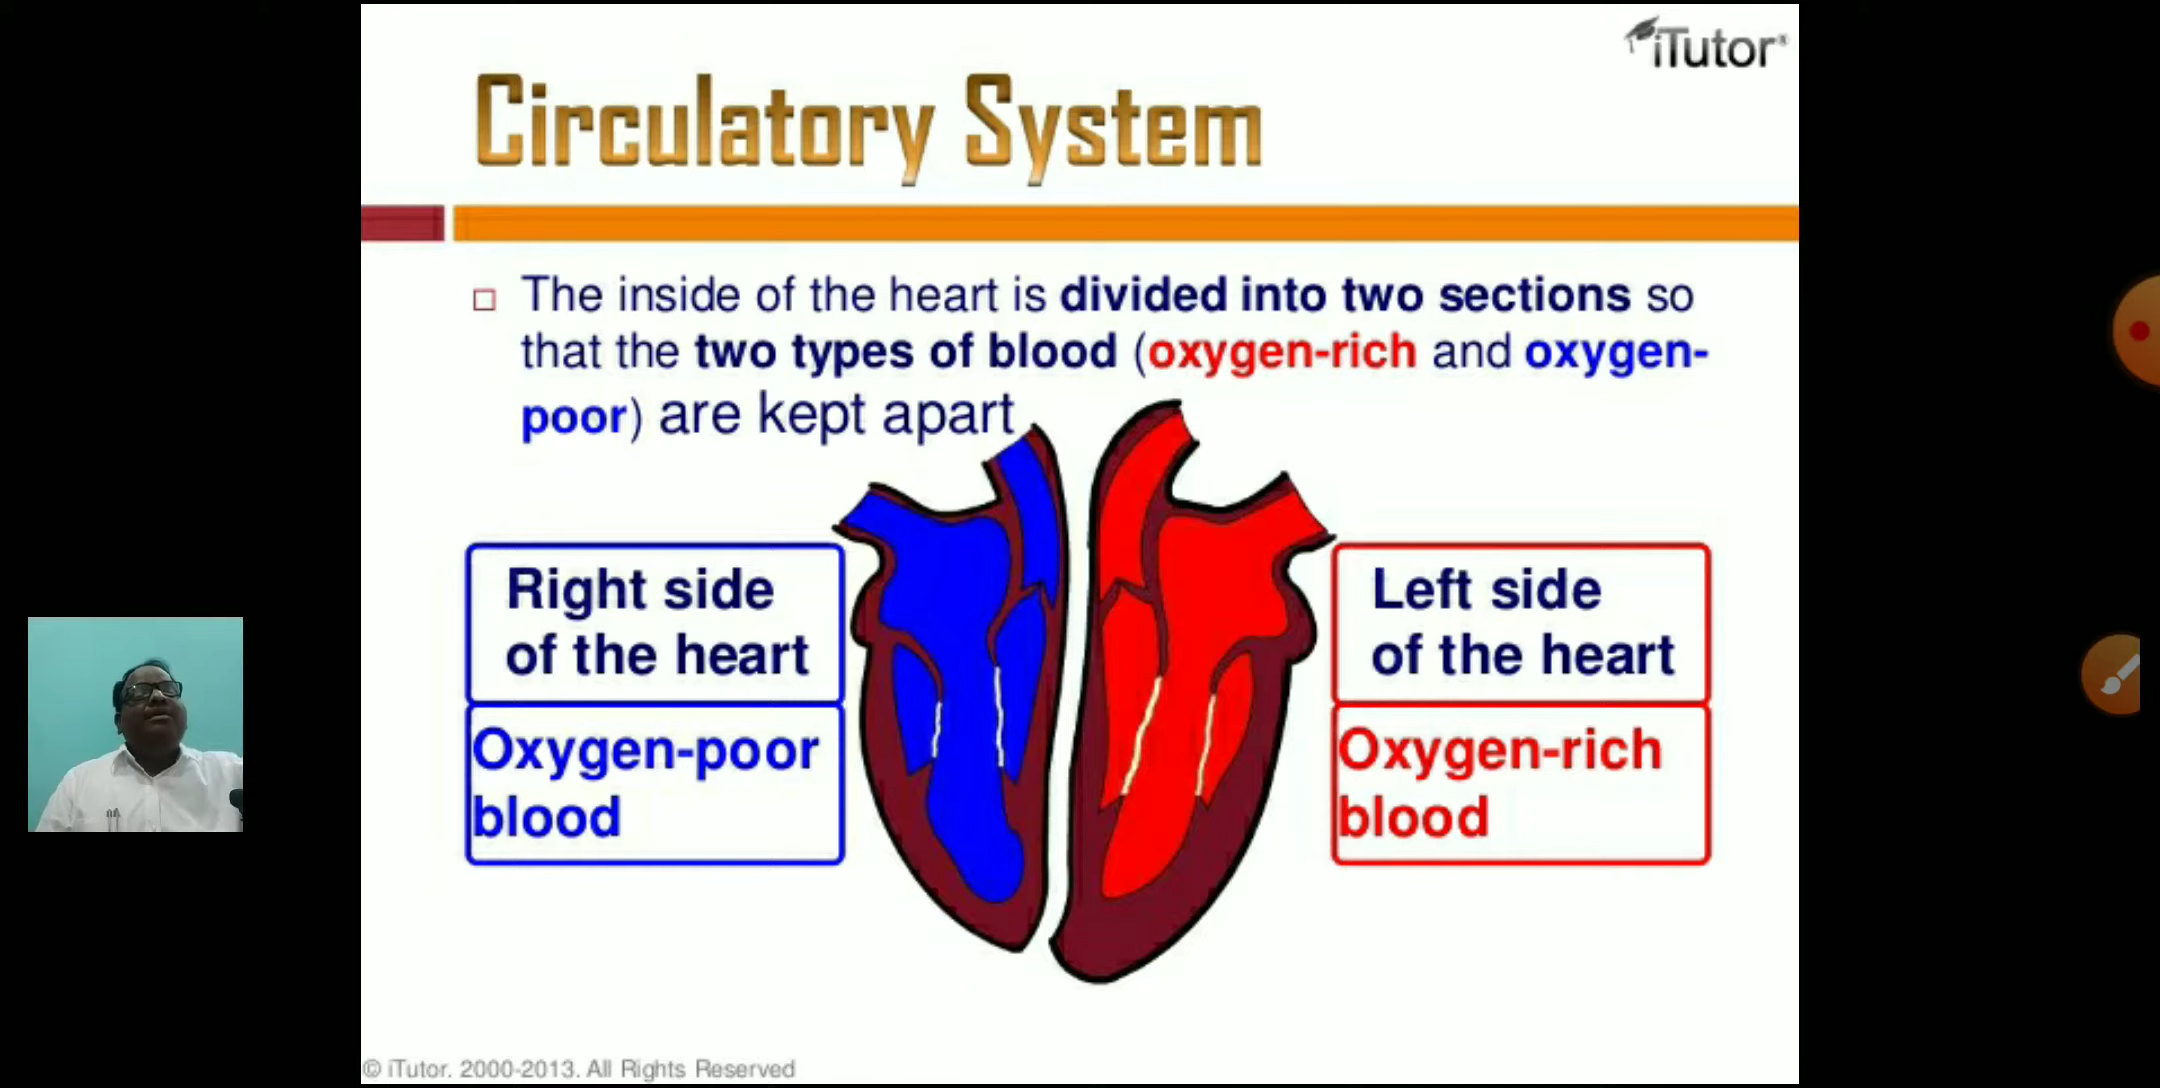 iTutor®
Circulatory System
The inside of the heart is divided into two sections so
that the two types of blood (oxygen-rich and oxygen-
poor) are kept apart
Right side
of the heart
Oxygen-poor
blood
Left side
of the heart
Oxygen-rich
blood
© iTutor. 2000-2013. All Rights Reserved